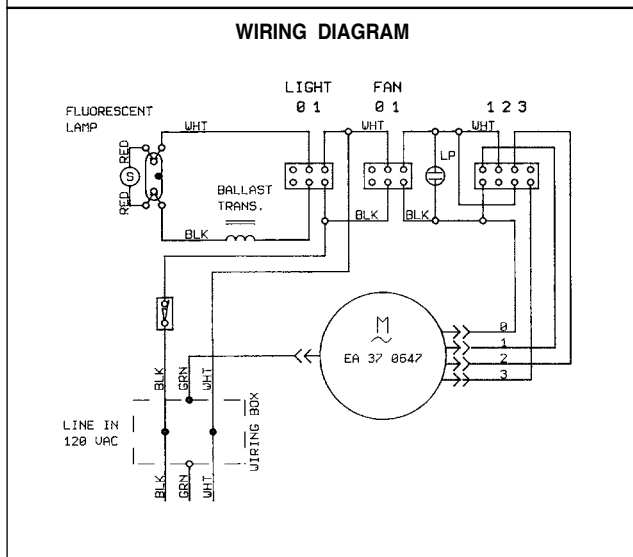 WIRING DIAGRAM
LIGHT FAN
0 1 0 1 1 2 3
FLUORESCENT
LAMP
WHT WHT WHT
RED
LP
S
BALLAST
TRANS.
RED
BLK BLK BLK
M
~
EA 37 0647
0
1
2
3
BLK GRN WHT
LINE IN
120 VAC
WIRING BOX
BLK GRN WHT